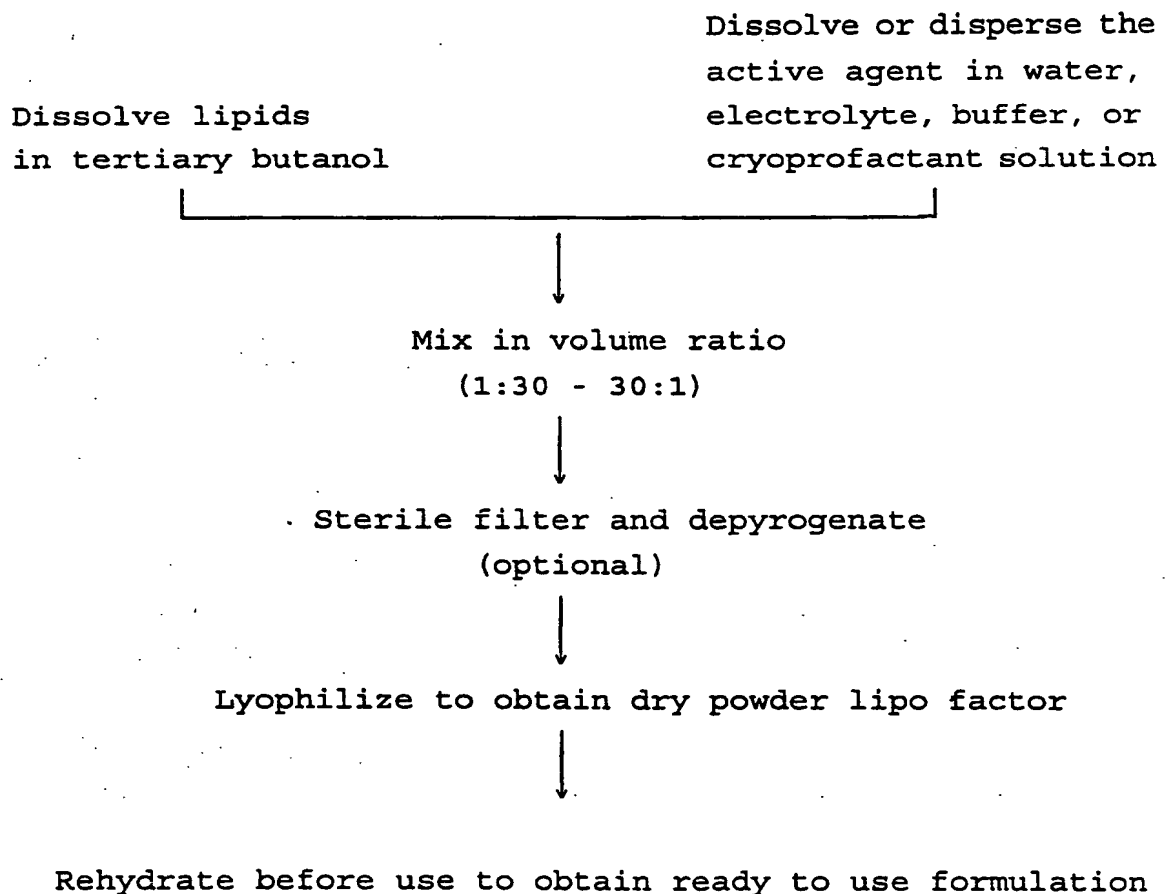 Dissolve lipids
in tertiary butanol
Dissolve or disperse the
active agent in water,
electrolyte, buffer, or
cryoprofactant solution
Mix in volume ratio
(1:30 - 30:1)
Sterile filter and depyrogenate
(optional)
Lyophilize to obtain dry powder lipo factor
Rehydrate before use to obtain ready to use formulation